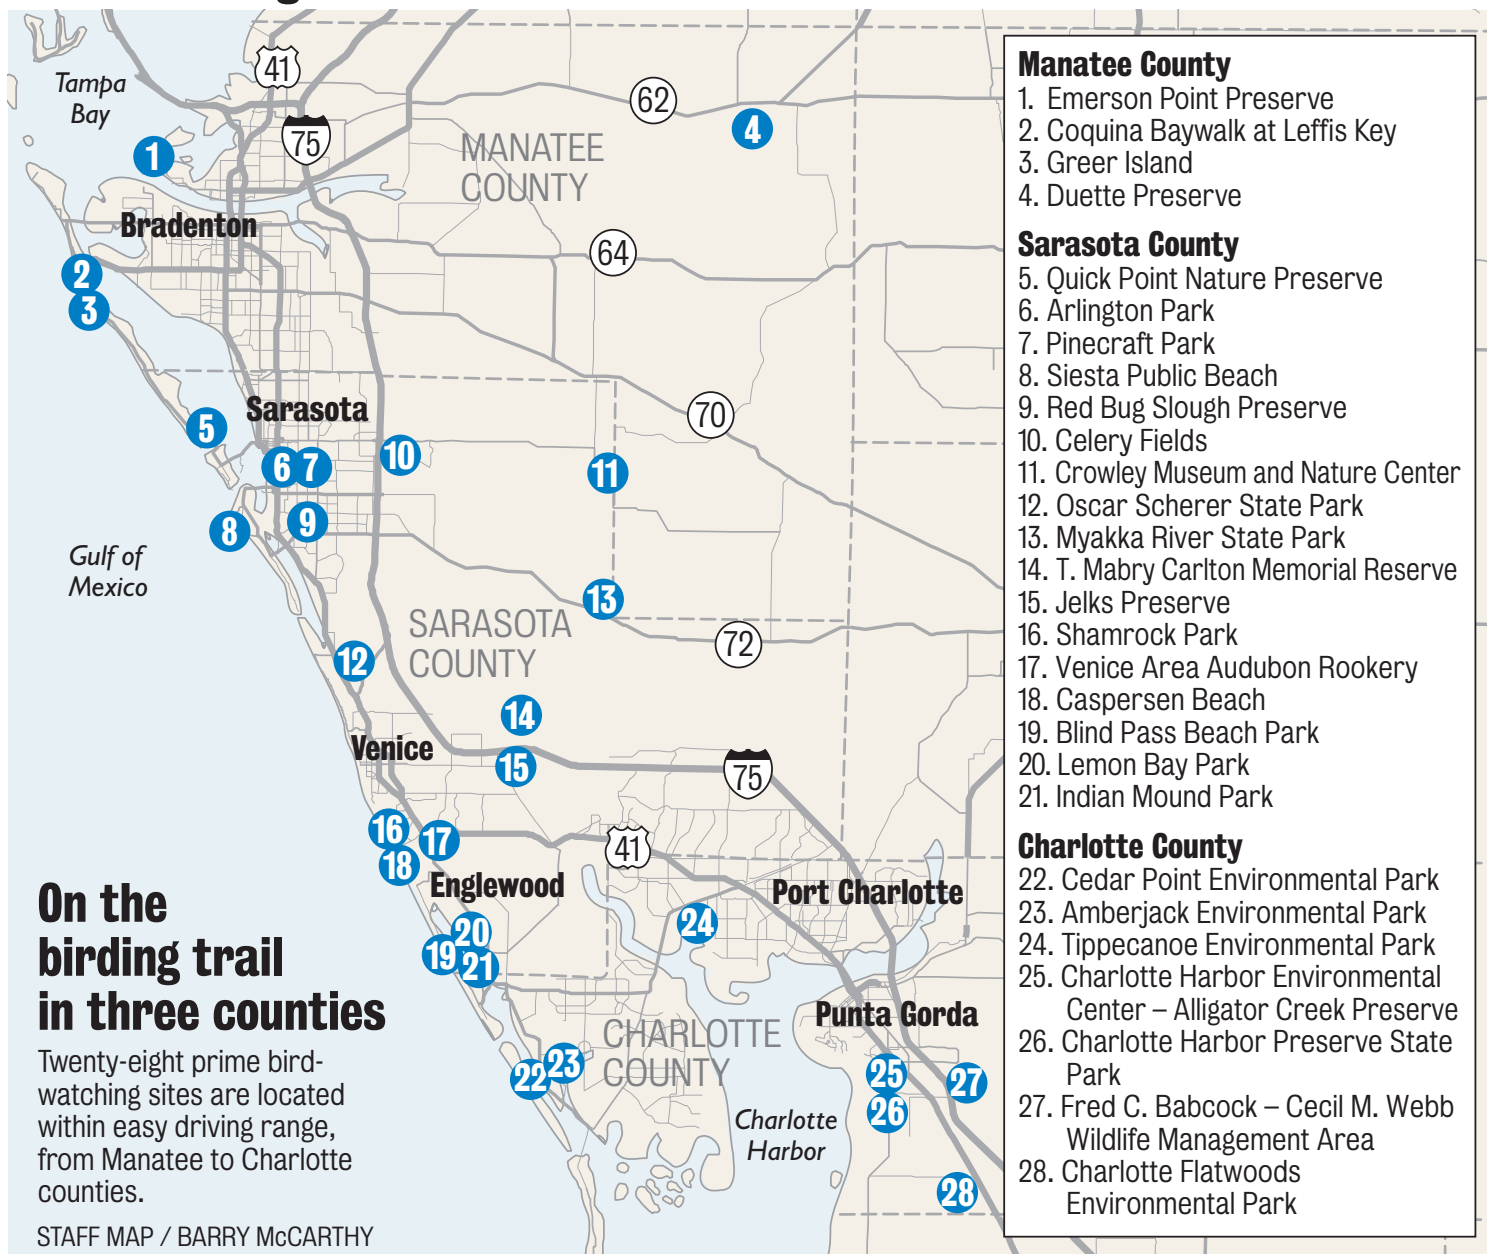 41
Tampa
Bay
62
75
4
1
MANATEE
COUNTY
Bradenton
64
2
3
Sarasota
70
5
10
6
7
11
9
8
Gulf of
Mexico
13
SARASOTA
COUNTY
72
12
14
Venice
15
75
16
17
41
18
Englewood
Port Charlotte
24
20
19
21
Punta Gorda
CHARLOTTE
COUNTY
23
22
25
27
26
Charlotte
Harbor
28
On the
birding trail
in three counties
Twenty-eight prime bird-
watching sites are located
within easy driving range,
from Manatee to Charlotte
counties.
STAFF MAP / BARRY McCARTHY
Manatee County
1. Emerson Point Preserve
2. Coquina Baywalk at Leffis Key
3. Greer Island
4. Duette Preserve
Sarasota County
5. Quick Point Nature Preserve
6. Arlington Park
7. Pinecraft Park
8. Siesta Public Beach
9. Red Bug Slough Preserve
10. Celery Fields
11. Crowley Museum and Nature Center
12. Oscar Scherer State Park
13. Myakka River State Park
14. T. Mabry Carlton Memorial Reserve
15. Jelks Preserve
16. Shamrock Park
17. Venice Area Audubon Rookery
18. Caspersen Beach
19. Blind Pass Beach Park
20. Lemon Bay Park
21. Indian Mound Park
Charlotte County
22. Cedar Point Environmental Park
23. Amberjack Environmental Park
24. Tippecanoe Environmental Park
25. Charlotte Harbor Environmental
Center – Alligator Creek Preserve
26. Charlotte Harbor Preserve State
Park
27. Fred C. Babcock – Cecil M. Webb
Wildlife Management Area
28. Charlotte Flatwoods
Environmental Park